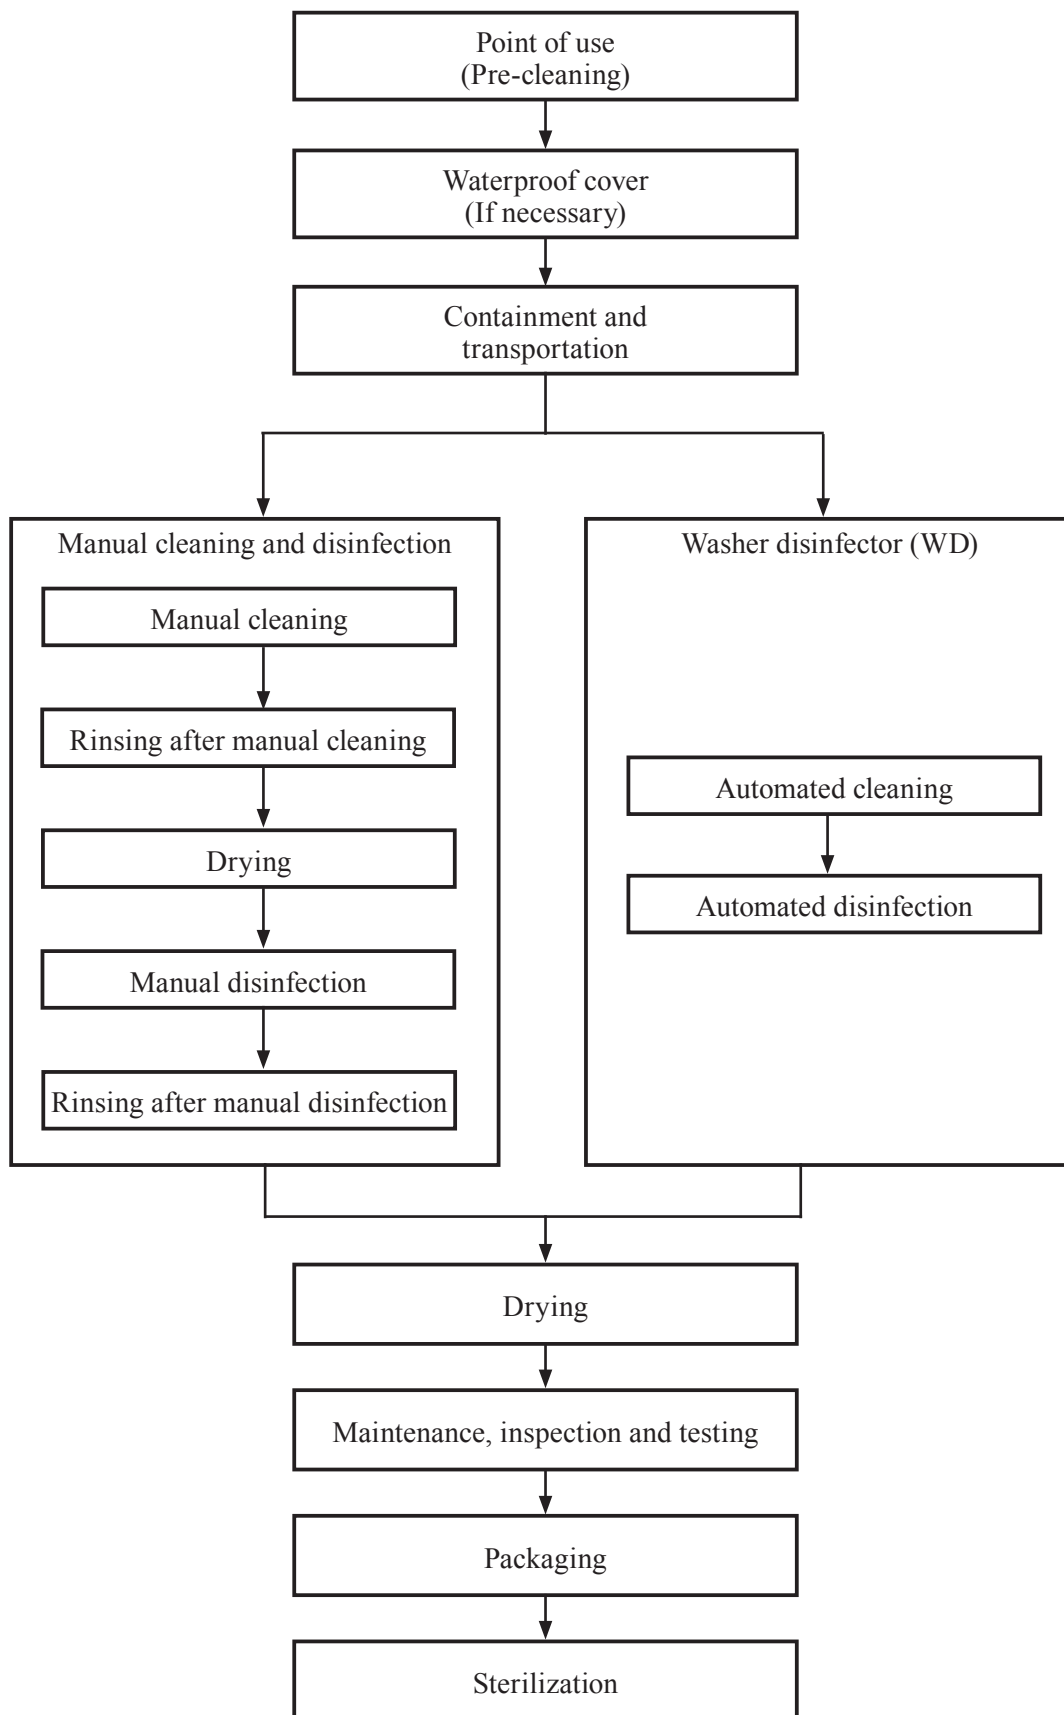 Point of use
(Pre-cleaning)
Waterproof cover
(If necessary)
Containment and
transportation
Manual cleaning and disinfection
Manual cleaning
Rinsing after manual cleaning
Drying
Manual disinfection
Rinsing after manual disinfection
Washer disinfector (WD)
Automated cleaning
Automated disinfection
Drying
Maintenance, inspection and testing
Packaging
Sterilization